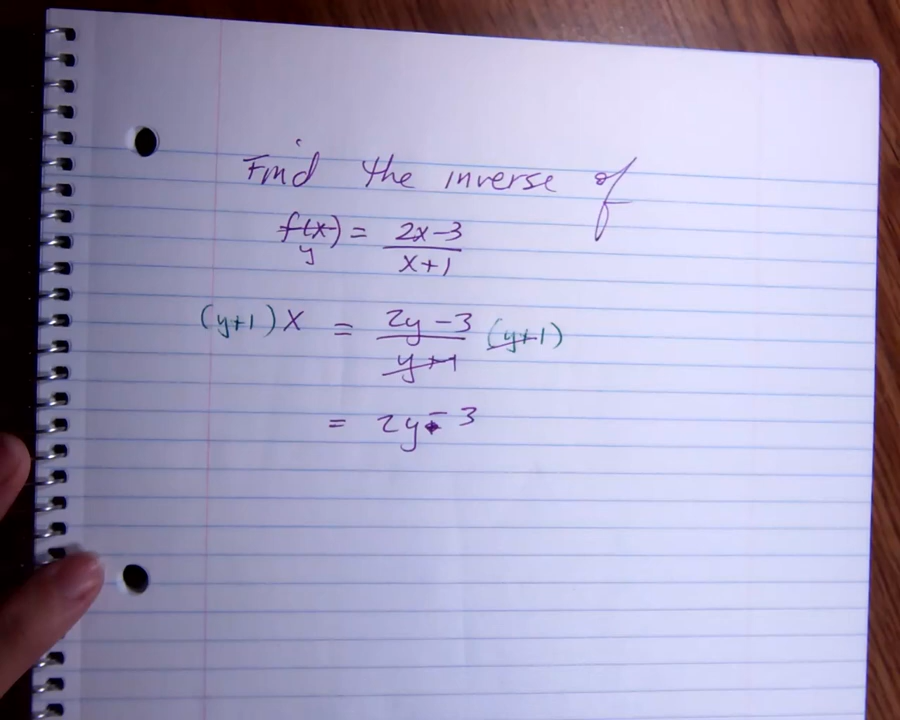 Find the inverse of
f(x) = 2x-3
y x+1
(y+1)x = 2y-3 (y+1)
y+1
= 2y-3